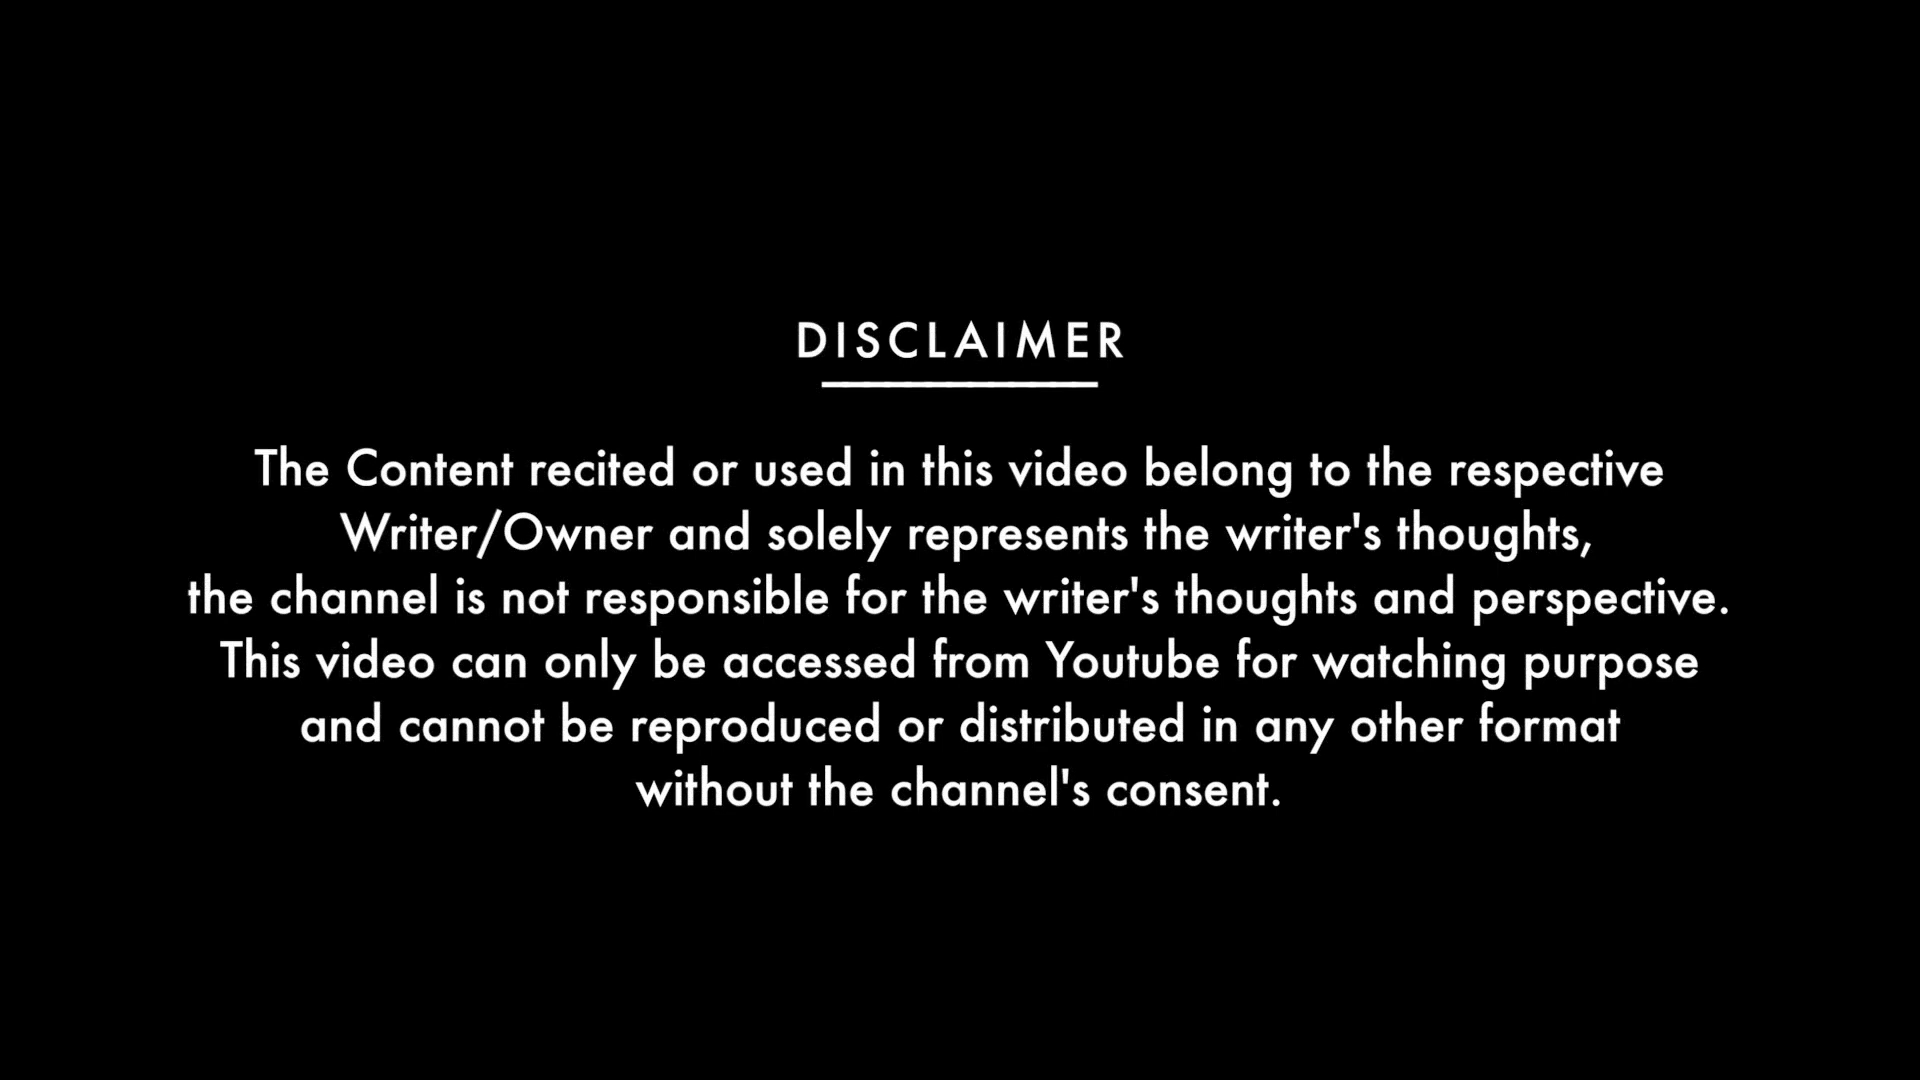 DISCLAIMER
The Content recited or used in this video belong to the respective
Writer/Owner and solely represents the writer's thoughts,
the channel is not responsible for the writer's thoughts and perspective.
This video can only be accessed from Youtube for watching purpose
and cannot be reproduced or distributed in any other format
without the channel's consent.